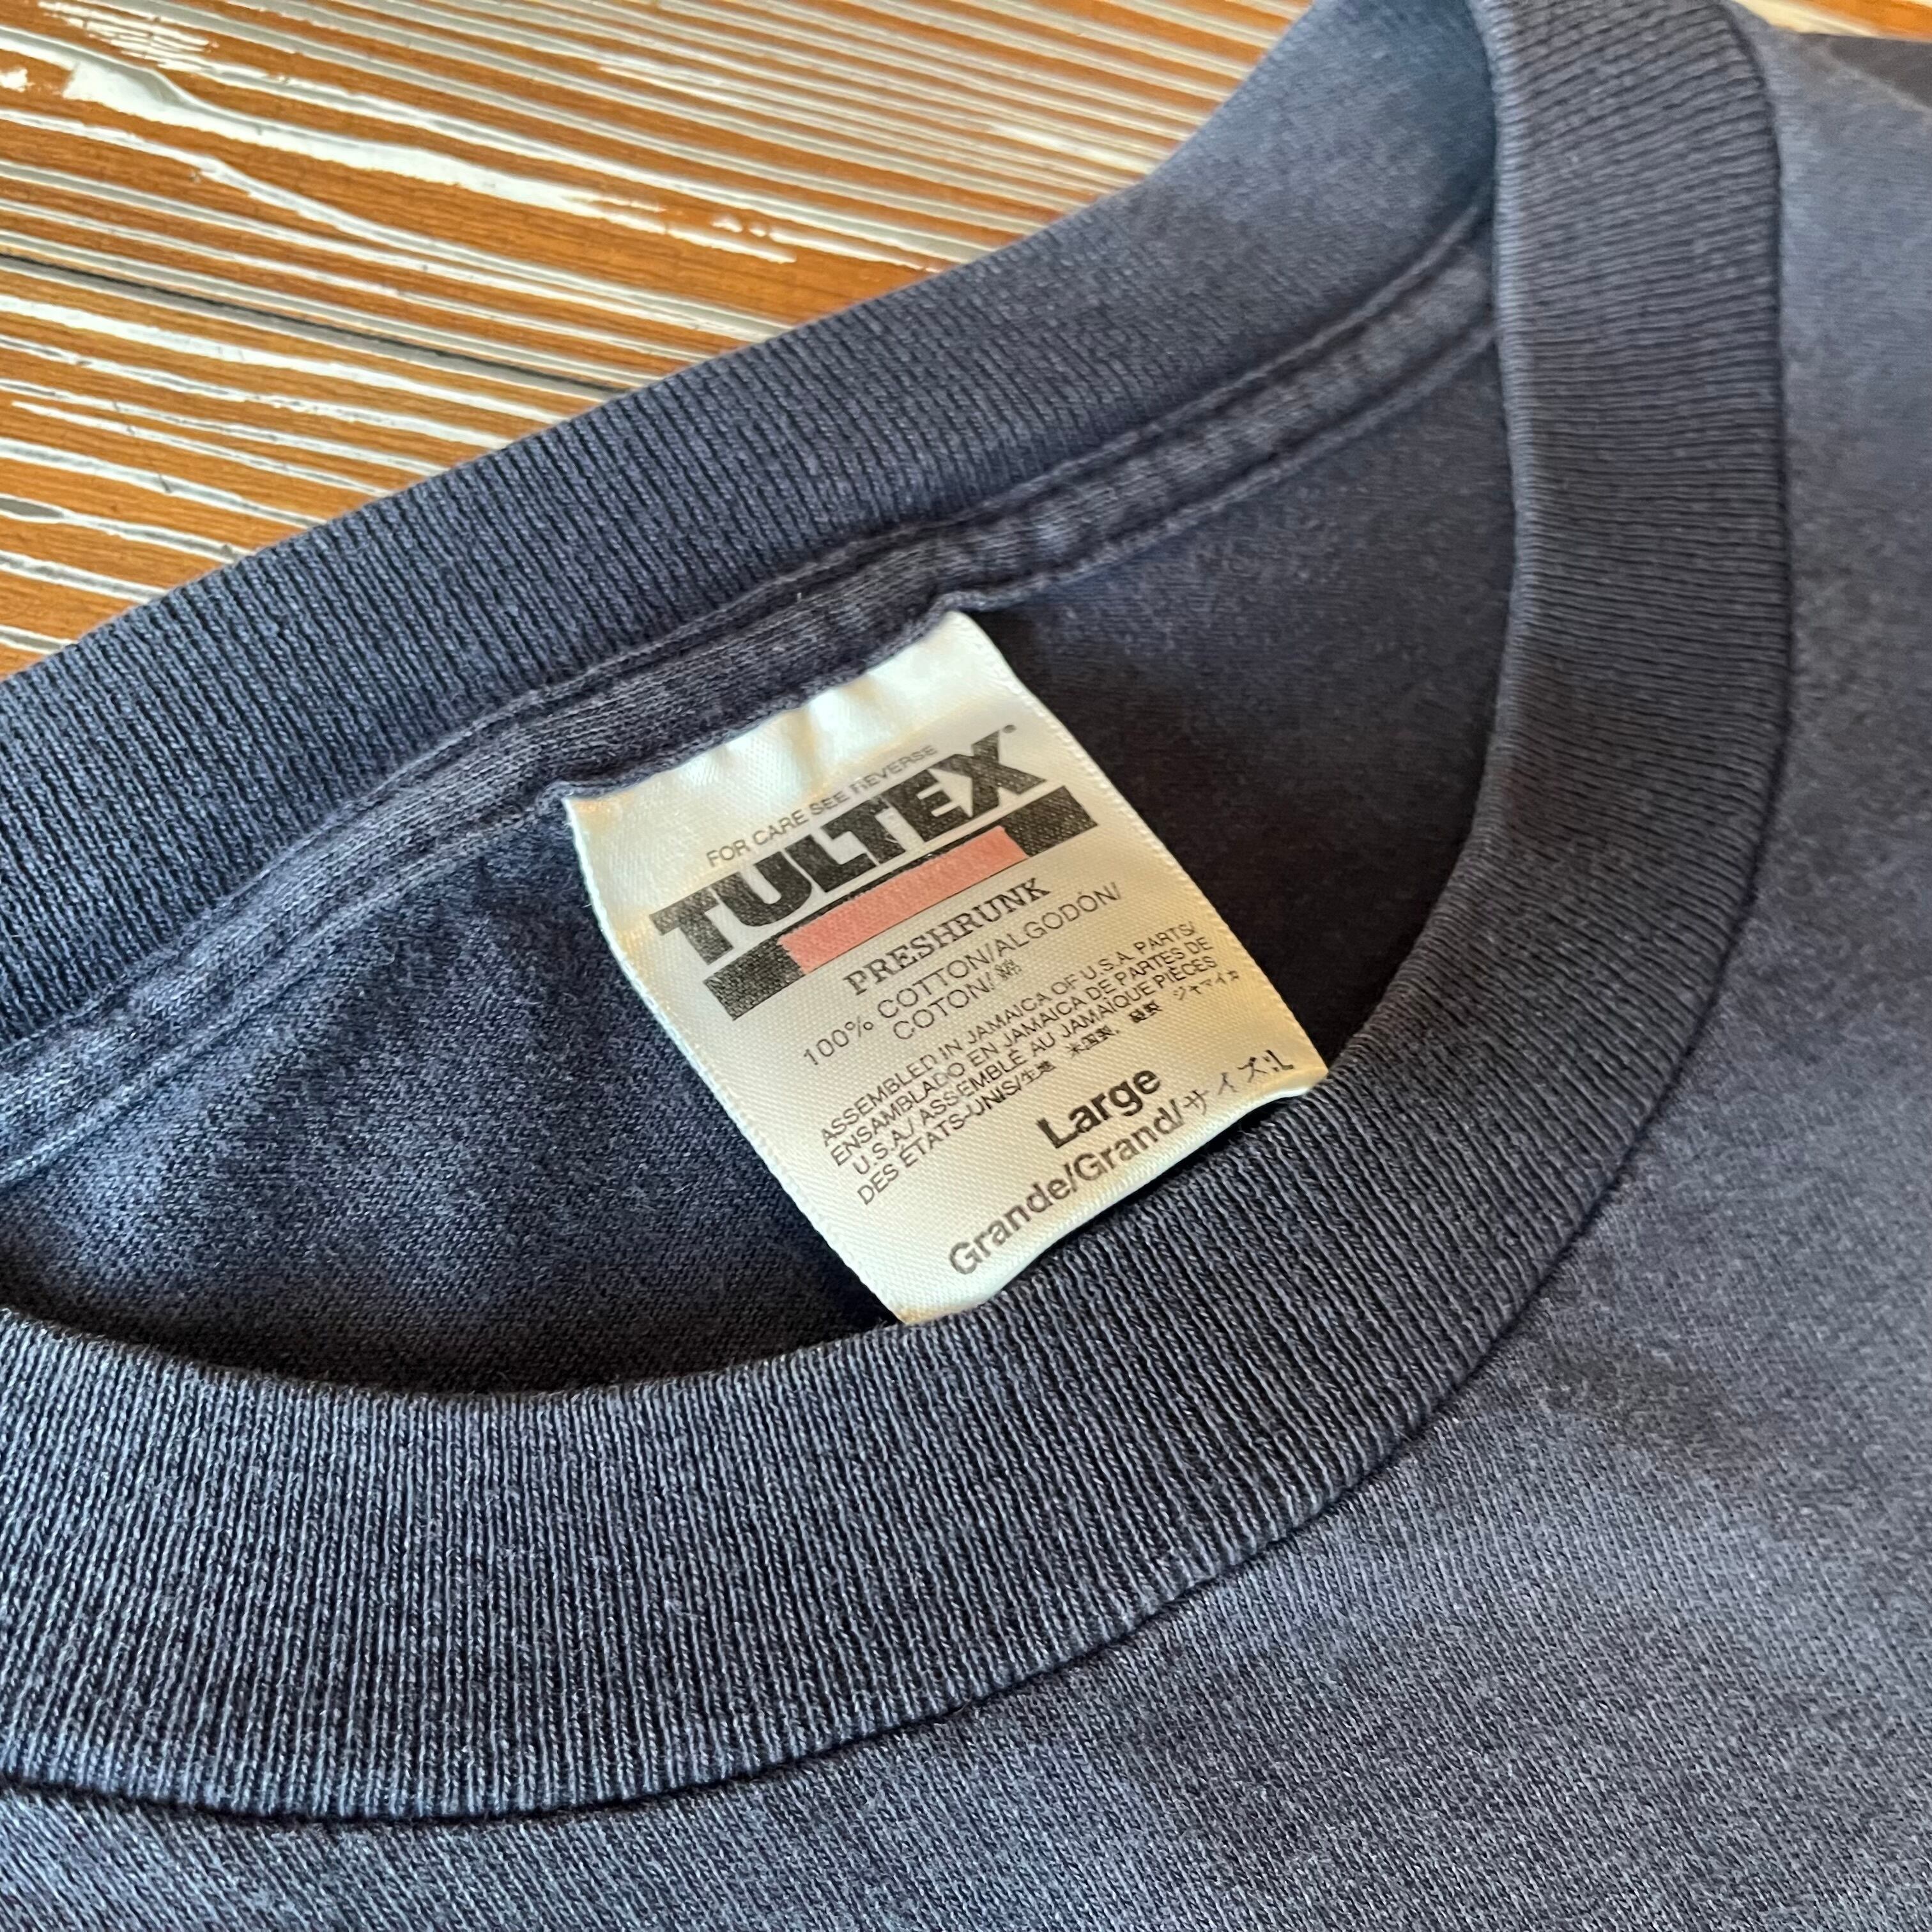 FOR CARE SEE REVERSE
TULTEX®
PRESHRUNK
100% COTTON/ALGODÓN/
COTON/綿
ASSEMBLED IN JAMAICA OF U.S.A. PARTS/
ENSAMBLADO EN JAMAICA DE PARTES DE
U.S.A./ ASSEMBLÉ AU JAMAIQUE PIÈCES
DES ÉTATS-UNIS/生産 米国製, 縫製 ジャマイカ
Large
Grande/Grand/サイズ:L